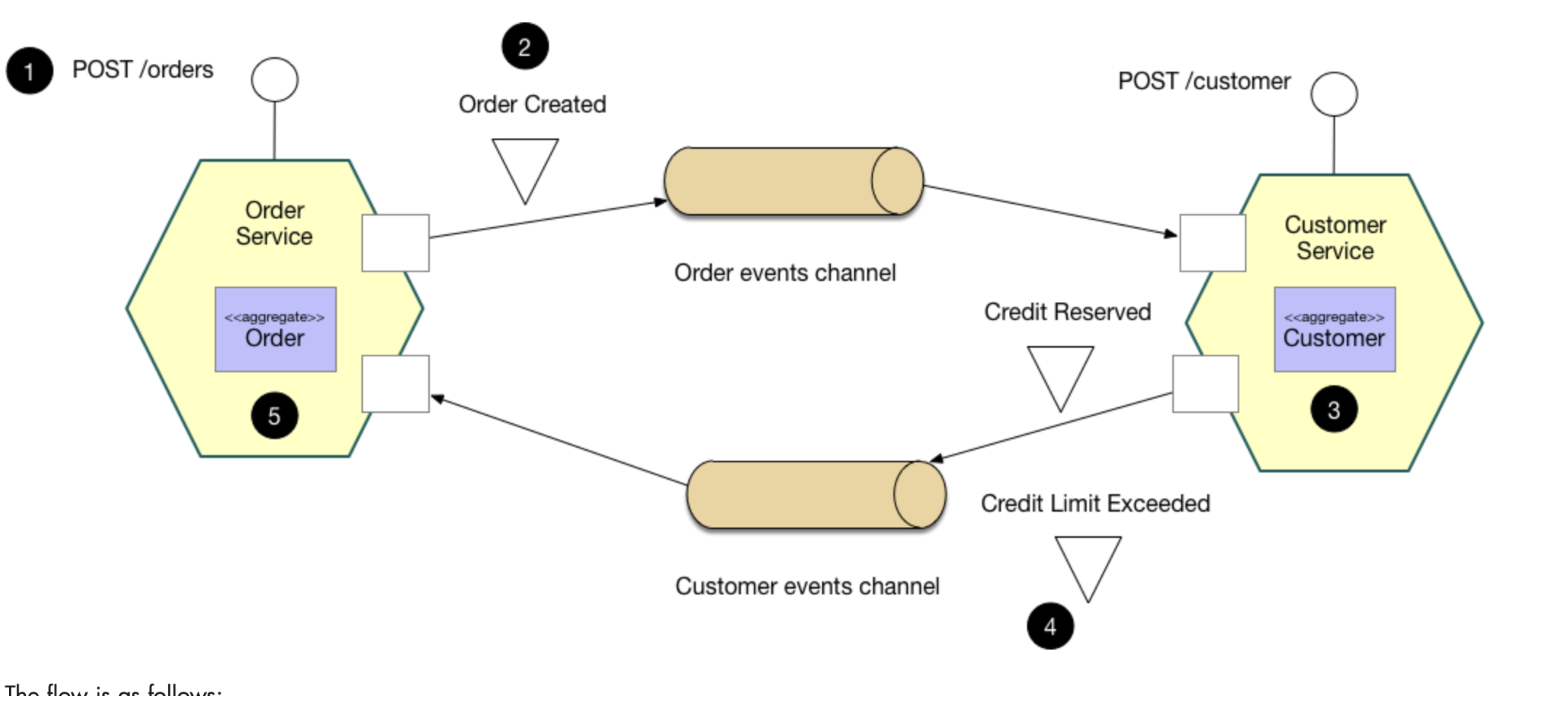 2
1
POST /orders
POST /customer
Order Created
Order
Service
Customer
Service
Order events channel
Credit Reserved
<<aggregate>>
Order
<<aggregate>>
Customer
5
3
Credit Limit Exceeded
Customer events channel
4
The flow is as follows: